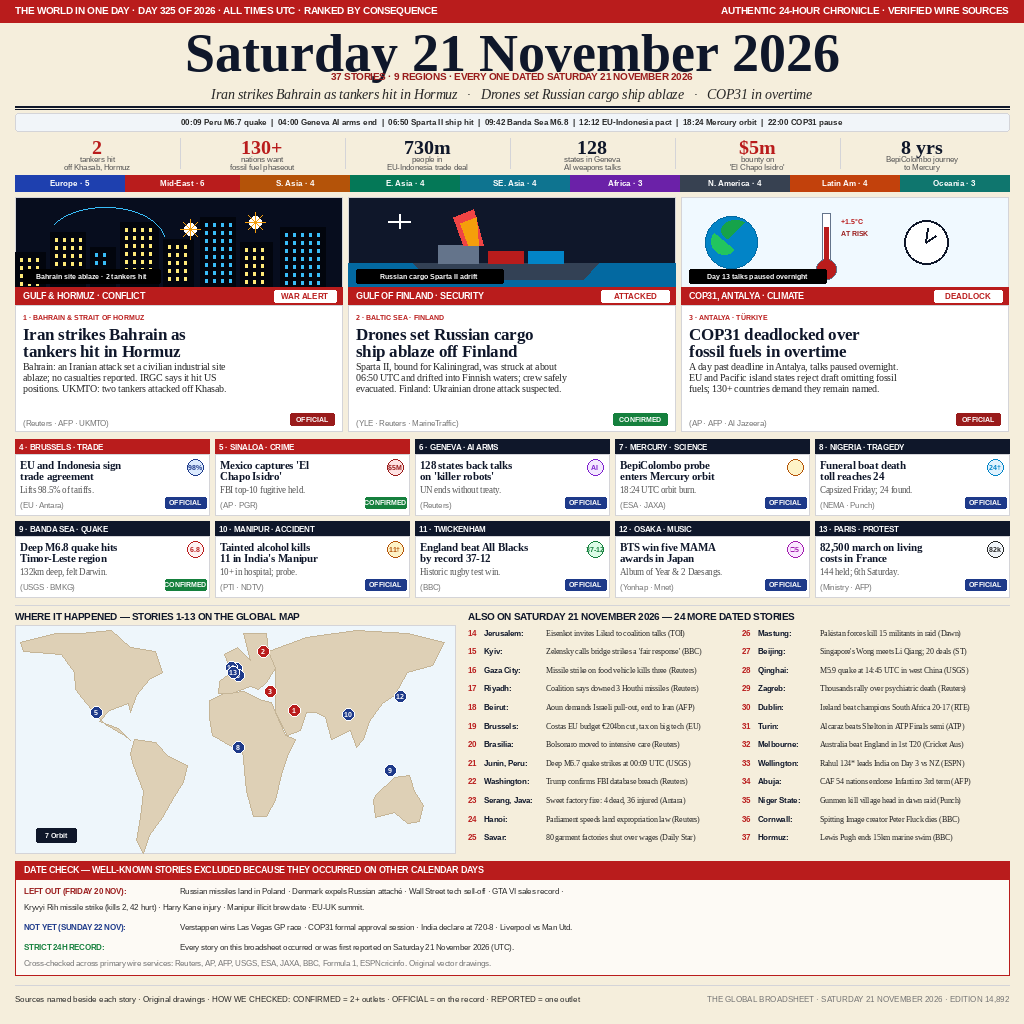 THE WORLD IN ONE DAY · DAY 325 OF 2026 · ALL TIMES UTC · RANKED BY CONSEQUENCE
AUTHENTIC 24-HOUR CHRONICLE · VERIFIED WIRE SOURCES
Saturday 21 November 2026
37 STORIES · 9 REGIONS · EVERY ONE DATED SATURDAY 21 NOVEMBER 2026
Iran strikes Bahrain as tankers hit in Hormuz · Drones set Russian cargo ship ablaze · COP31 in overtime
00:09 Peru M6.7 quake | 04:00 Geneva AI arms end | 06:50 Sparta II ship hit | 09:42 Banda Sea M6.8 | 12:12 EU-Indonesia pact | 18:24 Mercury orbit | 22:00 COP31 pause
2
tankers hit
off Khasab, Hormuz
130+
nations want
fossil fuel phaseout
730m
people in
EU-Indonesia trade deal
128
states in Geneva
AI weapons talks
$5m
bounty on
'El Chapo Isidro'
8 yrs
BepiColombo journey
to Mercury
Europe · 5
Mid-East · 6
S. Asia · 4
E. Asia · 4
SE. Asia · 4
Africa · 3
N. America · 4
Latin Am · 4
Oceania · 3
Bahrain site ablaze · 2 tankers hit
GULF & HORMUZ · CONFLICT
WAR ALERT
1 · BAHRAIN & STRAIT OF HORMUZ
Iran strikes Bahrain as
tankers hit in Hormuz
Bahrain: an Iranian attack set a civilian industrial site
ablaze; no casualties reported. IRGC says it hit US
positions. UKMTO: two tankers attacked off Khasab.
(Reuters · AFP · UKMTO)
OFFICIAL
Russian cargo Sparta II adrift
GULF OF FINLAND · SECURITY
ATTACKED
2 · BALTIC SEA · FINLAND
Drones set Russian cargo
ship ablaze off Finland
Sparta II, bound for Kaliningrad, was struck at about
06:50 UTC and drifted into Finnish waters; crew safely
evacuated. Finland: Ukrainian drone attack suspected.
(YLE · Reuters · MarineTraffic)
CONFIRMED
+1.5°C
AT RISK
Day 13 talks paused overnight
COP31, ANTALYA · CLIMATE
DEADLOCK
3 · ANTALYA · TÜRKIYE
COP31 deadlocked over
fossil fuels in overtime
A day past deadline in Antalya, talks paused overnight.
EU and Pacific island states reject draft omitting fossil
fuels; 130+ countries demand they remain named.
(AP · AFP · Al Jazeera)
OFFICIAL
4 · BRUSSELS · TRADE
EU and Indonesia sign
trade agreement
98%
Lifts 98.5% of tariffs.
(EU · Antara)
OFFICIAL
5 · SINALOA · CRIME
Mexico captures 'El
Chapo Isidro'
$5M
FBI top-10 fugitive held.
(AP · PGR)
CONFIRMED
6 · GENEVA · AI ARMS
128 states back talks
on 'killer robots'
AI
UN ends without treaty.
(Reuters)
OFFICIAL
7 · MERCURY · SCIENCE
BepiColombo probe
enters Mercury orbit
18:24 UTC orbit burn.
(ESA · JAXA)
OFFICIAL
8 · NIGERIA · TRAGEDY
Funeral boat death
toll reaches 24
24†
Capsized Friday; 24 found.
(NEMA · Punch)
OFFICIAL
9 · BANDA SEA · QUAKE
Deep M6.8 quake hits
Timor-Leste region
6.8
132km deep, felt Darwin.
(USGS · BMKG)
CONFIRMED
10 · MANIPUR · ACCIDENT
Tainted alcohol kills
11 in India's Manipur
11†
10+ in hospital; probe.
(PTI · NDTV)
OFFICIAL
11 · TWICKENHAM
England beat All Blacks
by record 37-12
37-12
Historic rugby test win.
(BBC)
OFFICIAL
12 · OSAKA · MUSIC
BTS win five MAMA
awards in Japan
Album of Year & 2 Daesangs.
(Yonhap · Mnet)
OFFICIAL
13 · PARIS · PROTEST
82,500 march on living
costs in France
82k
144 held; 6th Saturday.
(Ministry · AFP)
OFFICIAL
WHERE IT HAPPENED — STORIES 1-13 ON THE GLOBAL MAP
2
13
3
5
1
10
12
8
9
7 Orbit
ALSO ON SATURDAY 21 NOVEMBER 2026 — 24 MORE DATED STORIES
14 Jerusalem: Eisenkot invites Likud to coalition talks (TOI)
15 Kyiv: Zelensky calls bridge strikes a 'fair response' (BBC)
16 Gaza City: Missile strike on food vehicle kills three (Reuters)
17 Riyadh: Coalition says downed 3 Houthi missiles (Reuters)
18 Beirut: Aoun demands Israeli pull-out, end to Iran (AFP)
19 Brussels: Costas EU budget €204bn cut, tax on big tech (EU)
20 Brasilia: Bolsonaro moved to intensive care (Reuters)
21 Junin, Peru: Deep M6.7 quake strikes at 00:09 UTC (USGS)
22 Washington: Trump confirms FBI database breach (Reuters)
23 Serang, Java: Sweet factory fire: 4 dead, 36 injured (Antara)
24 Hanoi: Parliament speeds land expropriation law (Reuters)
25 Savar: 80 garment factories shut over wages (Daily Star)
26 Mastung: Pakistan forces kill 15 militants in raid (Dawn)
27 Beijing: Singapore's Wong meets Li Qiang; 20 deals (ST)
28 Qinghai: M5.9 quake at 14:45 UTC in west China (USGS)
29 Zagreb: Thousands rally over psychiatric death (Reuters)
30 Dublin: Ireland beat champions South Africa 20-17 (RTE)
31 Turin: Alcaraz beats Shelton in ATP Finals semi (ATP)
32 Melbourne: Australia beat England in 1st T20 (Cricket Aus)
33 Wellington: Rahul 124* leads India on Day 3 vs NZ (ESPN)
34 Abuja: CAF 54 nations endorse Infantino 3rd term (AFP)
35 Niger State: Gunmen kill village head in dawn raid (Punch)
36 Cornwall: Spitting Image creator Peter Fluck dies (BBC)
37 Hormuz: Lewis Pugh ends 15km marine swim (BBC)
DATE CHECK — WELL-KNOWN STORIES EXCLUDED BECAUSE THEY OCCURRED ON OTHER CALENDAR DAYS
LEFT OUT (FRIDAY 20 NOV): Russian missiles land in Poland · Denmark expels Russian attaché · Wall Street tech sell-off · GTA VI sales record ·
Kryvyi Rih missile strike (kills 2, 42 hurt) · Harry Kane injury · Manipur illicit brew date · EU-UK summit.
NOT YET (SUNDAY 22 NOV): Verstappen wins Las Vegas GP race · COP31 formal approval session · India declare at 720-8 · Liverpool vs Man Utd.
STRICT 24H RECORD: Every story on this broadsheet occurred or was first reported on Saturday 21 November 2026 (UTC).
Cross-checked across primary wire services: Reuters, AP, AFP, USGS, ESA, JAXA, BBC, Formula 1, ESPNcricinfo. Original vector drawings.
Sources named beside each story · Original drawings · HOW WE CHECKED: CONFIRMED = 2+ outlets · OFFICIAL = on the record · REPORTED = one outlet
THE GLOBAL BROADSHEET · SATURDAY 21 NOVEMBER 2026 · EDITION 14,892